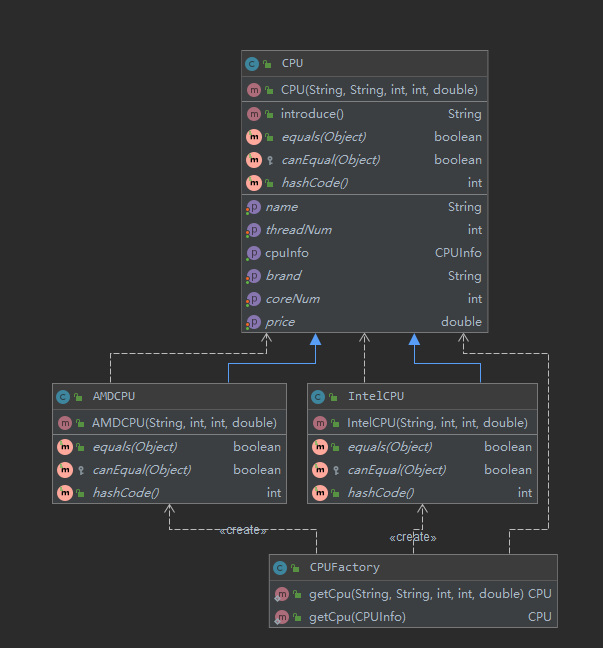 CPU
CPU(String, String, int, int, double)
introduce() String
equals(Object) boolean
canEqual(Object) boolean
hashCode() int
name String
threadNum int
cpuInfo CPUInfo
brand String
coreNum int
price double
AMDCPU
AMDCPU(String, int, int, double)
equals(Object) boolean
canEqual(Object) boolean
hashCode() int
IntelCPU
IntelCPU(String, int, int, double)
equals(Object) boolean
canEqual(Object) boolean
hashCode() int
«create»
«create»
CPUFactory
getCpu(String, String, int, int, double) CPU
getCpu(CPUInfo) CPU